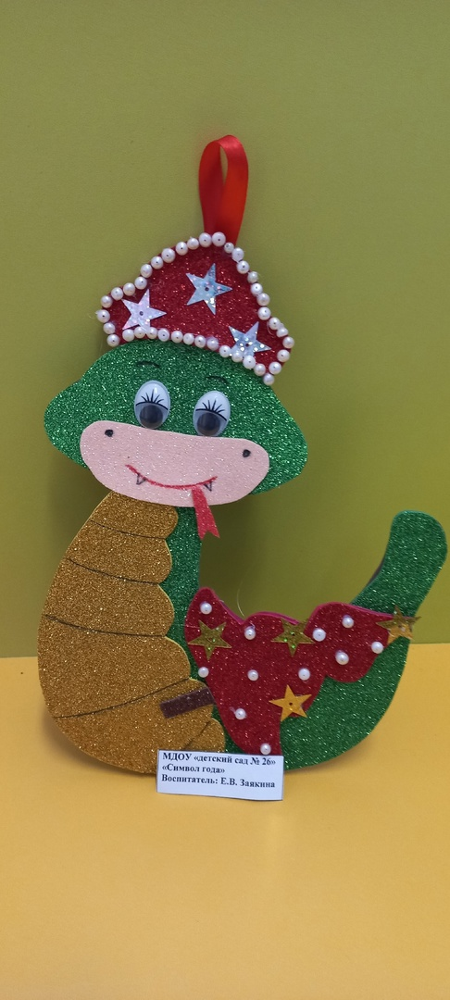 МДОУ «детский сад № 26»
«Символ года»
Воспитатель: Е.В. Заякина